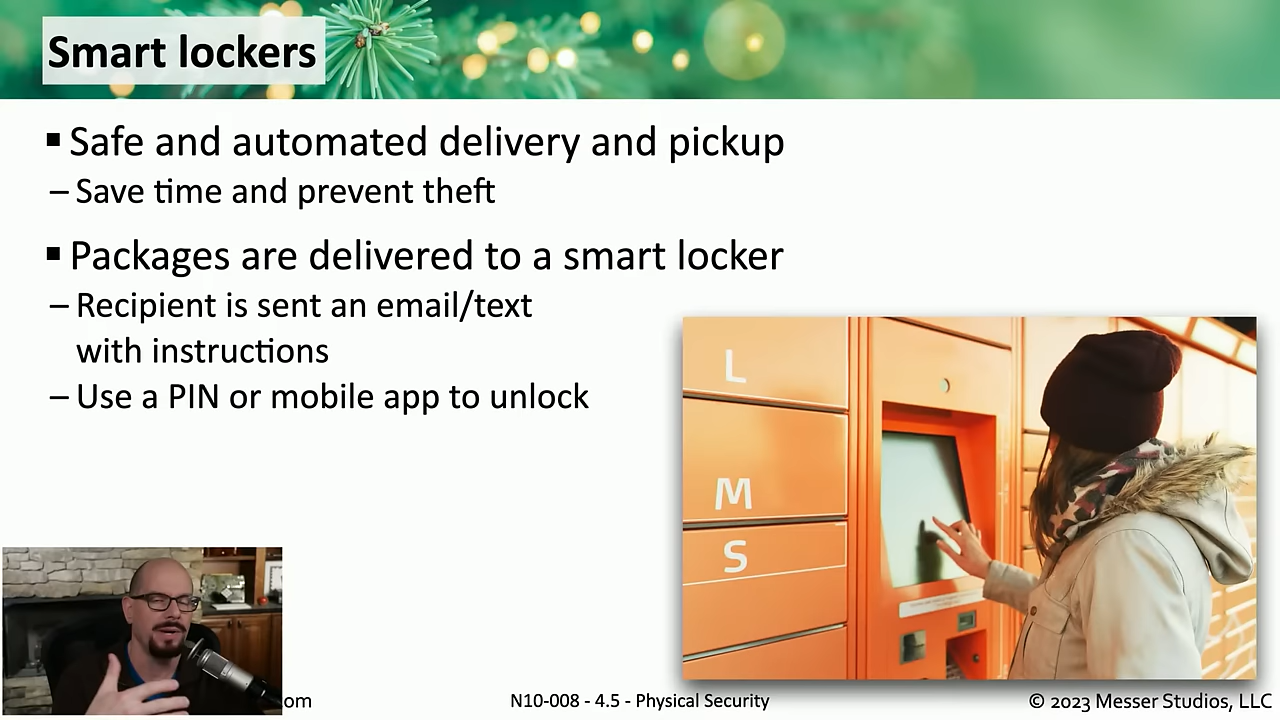 Smart lockers
▪ Safe and automated delivery and pickup
– Save time and prevent theft
▪ Packages are delivered to a smart locker
– Recipient is sent an email/text
with instructions
– Use a PIN or mobile app to unlock
L
M
S
om
N10-008 - 4.5 - Physical Security
© 2023 Messer Studios, LLC